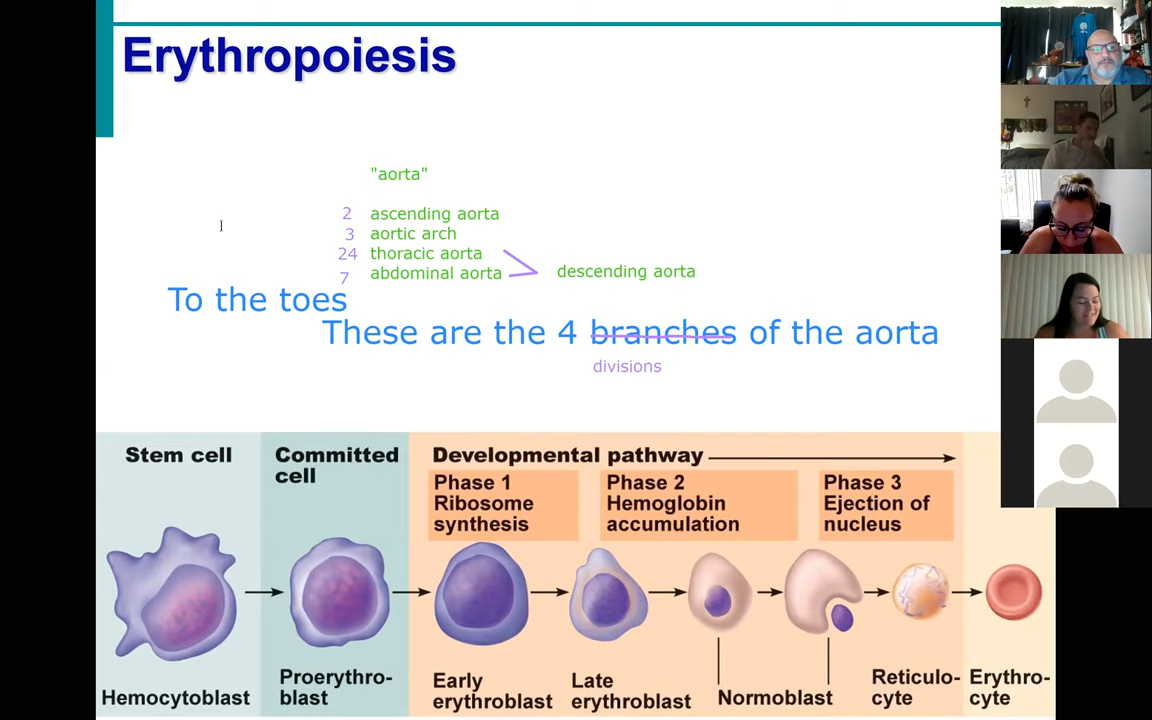 Erythropoiesis
"aorta"
2 ascending aorta
3 aortic arch
24 thoracic aorta
7 abdominal aorta
descending aorta
To the toes
These are the 4 branches of the aorta
divisions
Stem cell
Committed
cell
Developmental pathway
Phase 1
Ribosome
synthesis
Phase 2
Hemoglobin
accumulation
Phase 3
Ejection of
nucleus
Hemocytoblast
Proerythro-
blast
Early
erythroblast
Late
erythroblast
Normoblast
Reticulo-
cyte
Erythro-
cyte